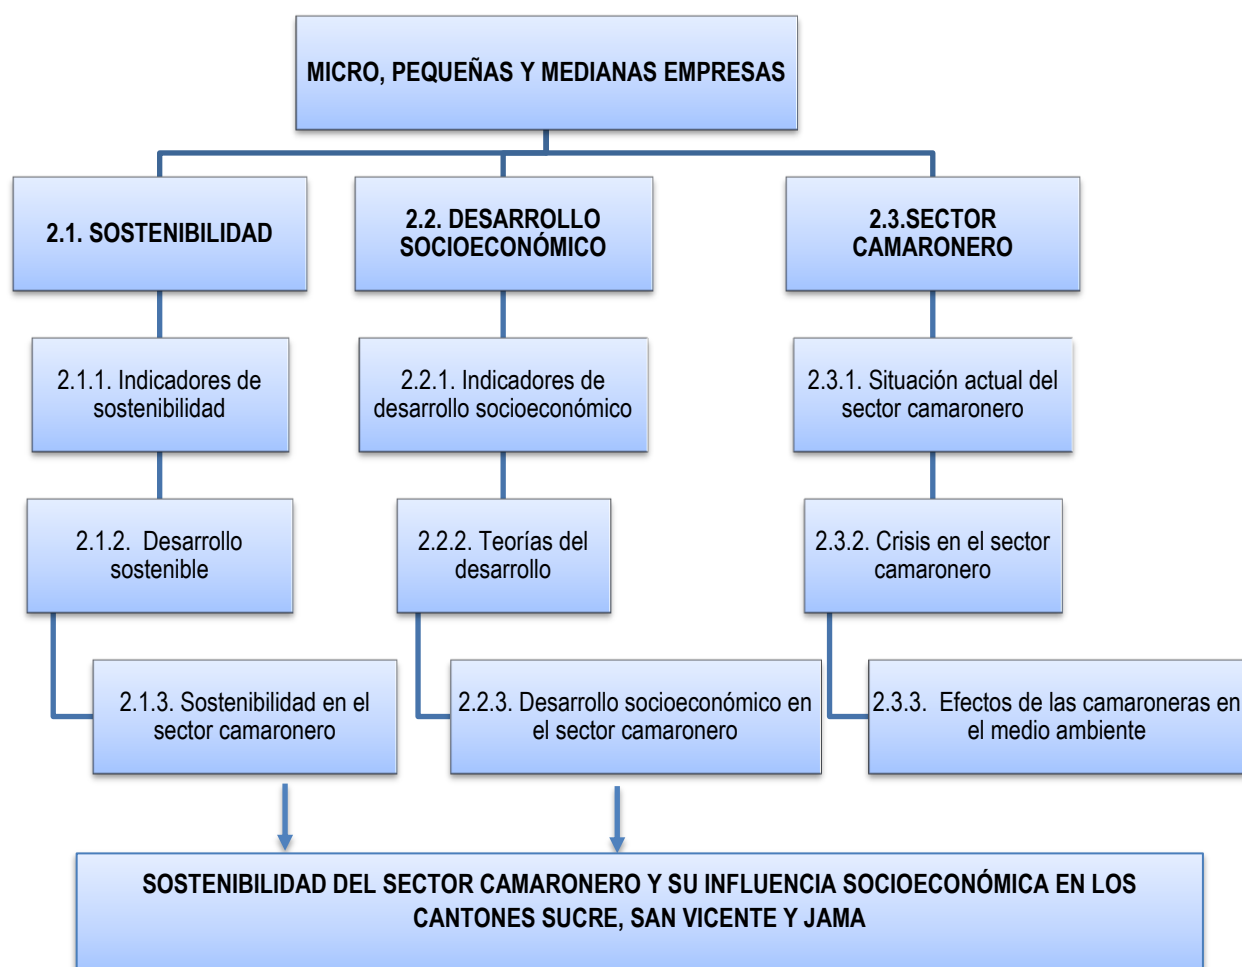 MICRO, PEQUEÑAS Y MEDIANAS EMPRESAS
2.1. SOSTENIBILIDAD
2.2. DESARROLLO
SOCIOECONÓMICO
2.3.SECTOR
CAMARONERO
2.1.1. Indicadores de
sostenibilidad
2.2.1. Indicadores de
desarrollo socioeconómico
2.3.1. Situación actual del
sector camaronero
2.1.2.  Desarrollo
sostenible
2.2.2. Teorías del
desarrollo
2.3.2. Crisis en el sector
camaronero
2.1.3. Sostenibilidad en el
sector camaronero
2.2.3. Desarrollo socioeconómico en
el sector camaronero
2.3.3.  Efectos de las camaroneras en
el medio ambiente
SOSTENIBILIDAD DEL SECTOR CAMARONERO Y SU INFLUENCIA SOCIOECONÓMICA EN LOS
CANTONES SUCRE, SAN VICENTE Y JAMA